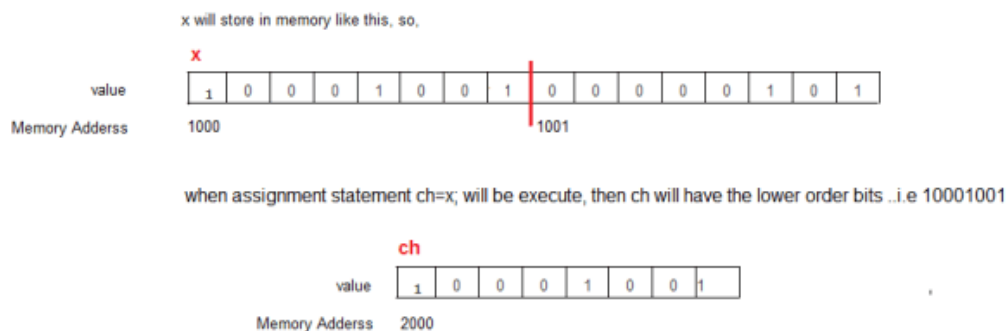 x will store in memory like this, so,
x
value 1 0 0 0 1 0 0 1 0 0 0 0 0 1 0 1
Memory Adderss 1000 1001
when assignment statement ch=x; will be execute, then ch will have the lower order bits ..i.e 10001001
ch
value 1 0 0 0 1 0 0 1
Memory Adderss 2000